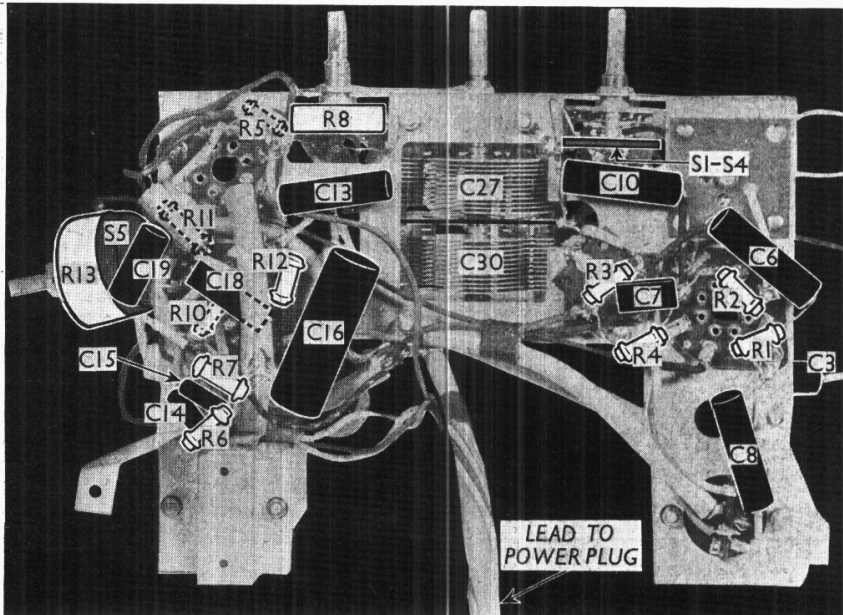 R5
R8
S1-S4
C13
C27
C10
R11
S5
C6
R13
C19
R12
C18
C30
R3
C7
R2
R10
C16
R4
R1
C15
R7
C3
C14
R6
C8
LEAD TO
POWER PLUG